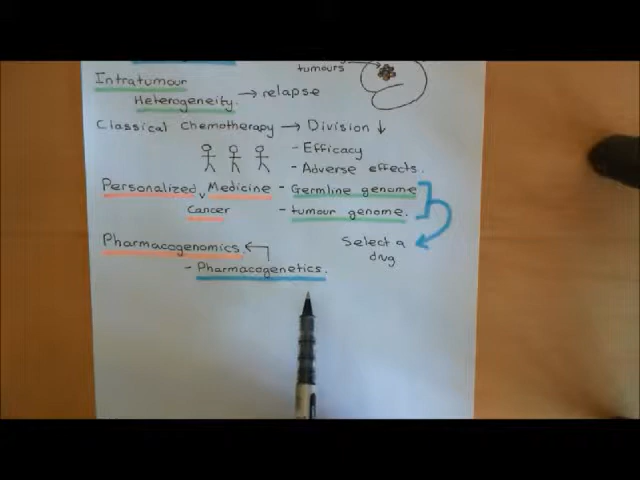 tumours
Intratumour
Heterogeneity. → relapse
Classical Chemotherapy → Division ↓
- Efficacy
- Adverse effects.
Personalized Medicine - Germline genome
Cancer - tumour genome.
Pharmacogenomics
Select a
drug
- Pharmacogenetics.